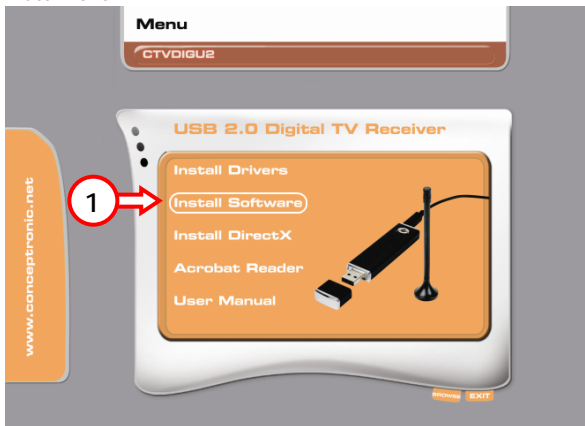 Menu
CTVDIGU2
USB 2.0 Digital TV Receiver
Install Drivers
1
Install Software
Install DirectX
Acrobat Reader
User Manual
www.conceptronic.net
BROWSE
EXIT